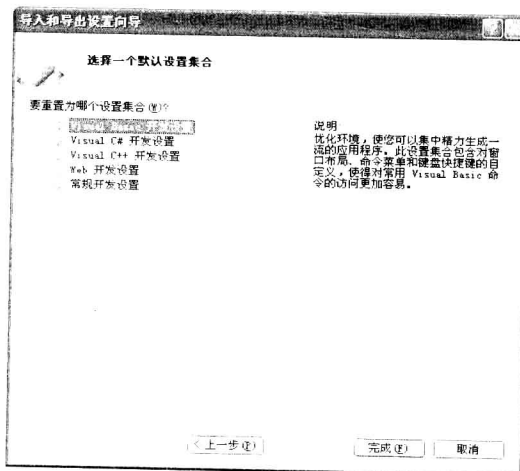 导入和导出设置向导
选择一个默认设置集合
要重置为哪个设置集合(W)?
Visual Basic 开发设置
Visual C# 开发设置
Visual C++ 开发设置
Web 开发设置
常规开发设置
说明
优化环境，使您可以集中精力生成一
流的应用程序。此设置集合包含对窗
口布局、命令菜单和键盘快捷键的自
定义，使得对常用 Visual Basic 命
令的访问更加容易。
< 上一步(P)
完成(F)
取消